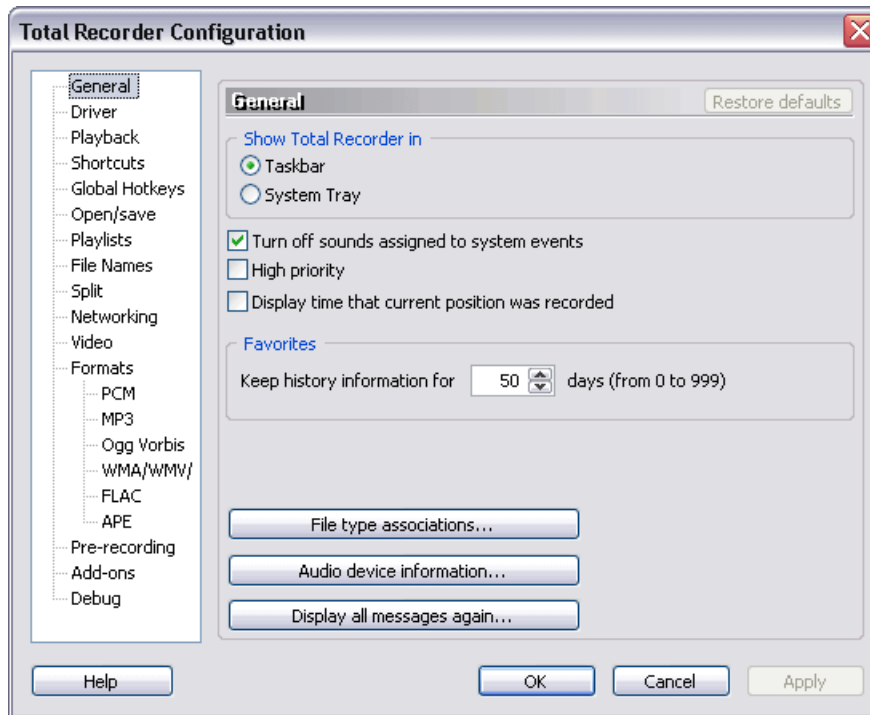 Total Recorder Configuration
General
Driver
Playback
Shortcuts
Global Hotkeys
Open/save
Playlists
File Names
Split
Networking
Video
Formats
PCM
MP3
Ogg Vorbis
WMA/WMV/
FLAC
APE
Pre-recording
Add-ons
Debug
General
Restore defaults
Show Total Recorder in
Taskbar
System Tray
Turn off sounds assigned to system events
High priority
Display time that current position was recorded
Favorites
Keep history information for 50 days (from 0 to 999)
File type associations...
Audio device information...
Display all messages again...
Help
OK
Cancel
Apply